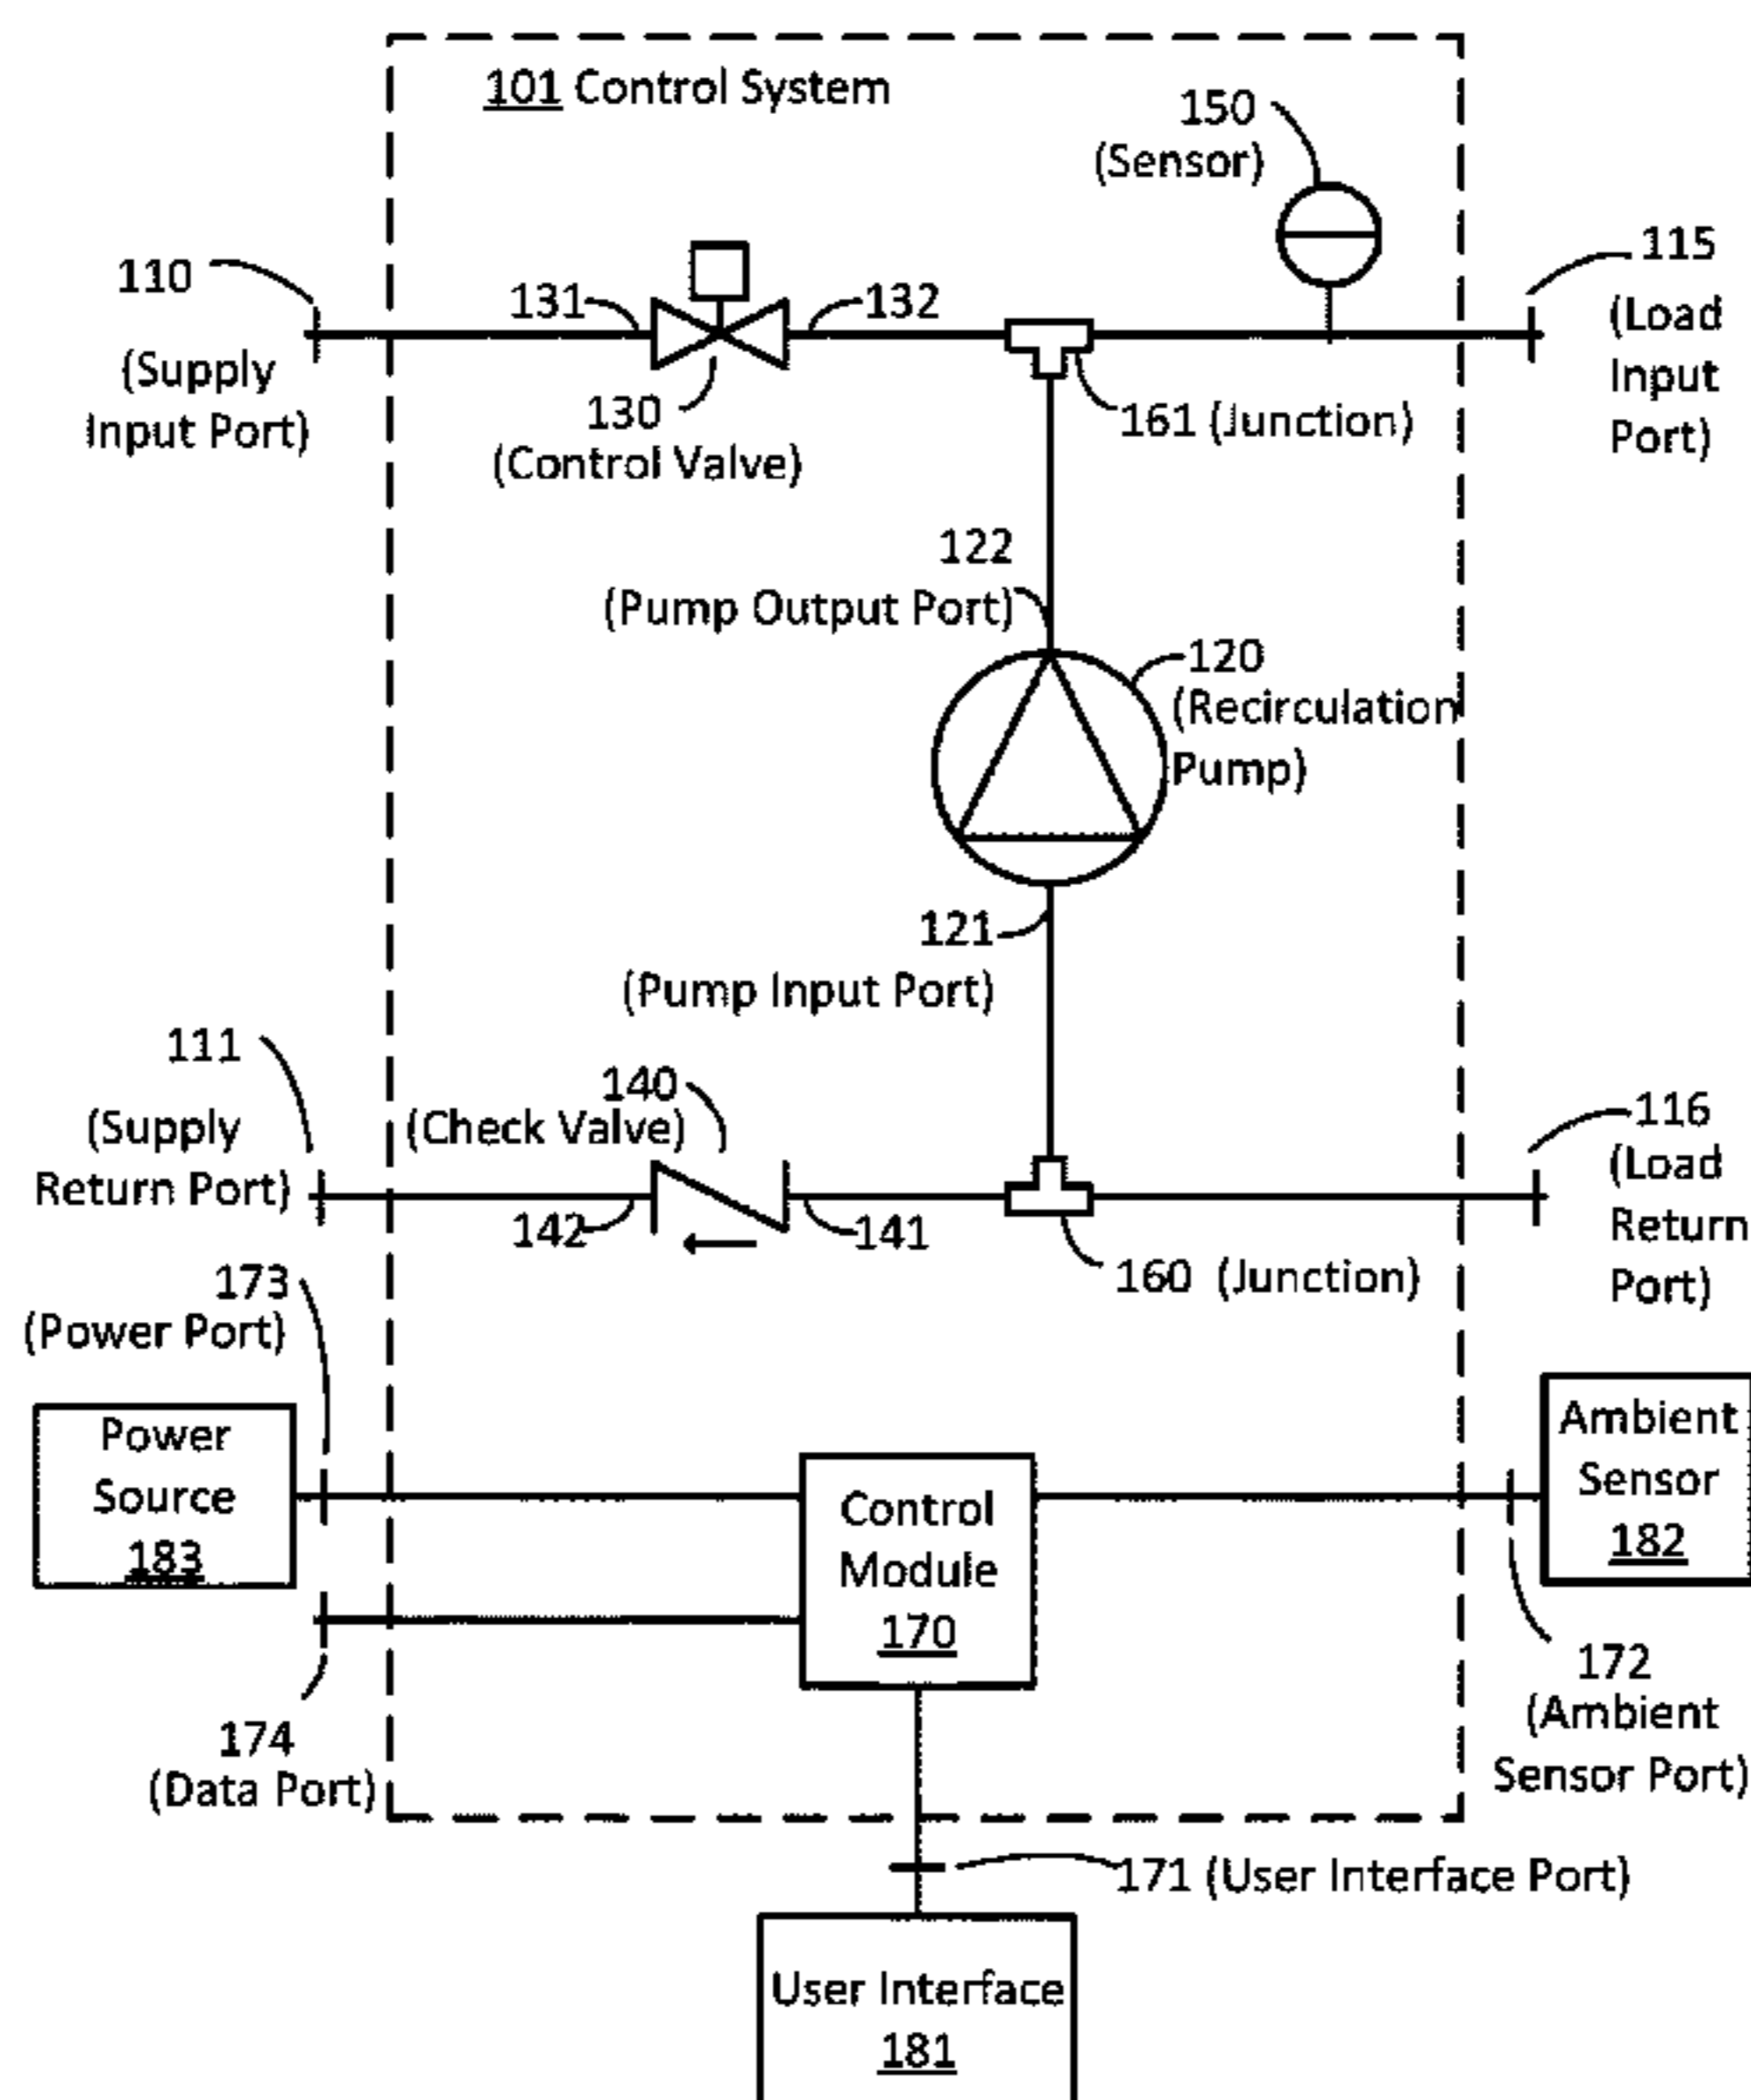 101 Control System
150
(Sensor)
110
(Supply
Input Port)
131
132
130
(Control Valve)
161 (Junction)
115
(Load
Input
Port)
122
(Pump Output Port)
120
(Recirculation
Pump)
121
(Pump Input Port)
111
(Supply
Return Port)
140
(Check Valve)
142
141
160 (Junction)
116
(Load
Return
Port)
173
(Power Port)
Power
Source
183
Control
Module
170
Ambient
Sensor
182
174
(Data Port)
172
(Ambient
Sensor Port)
171 (User Interface Port)
User Interface
181